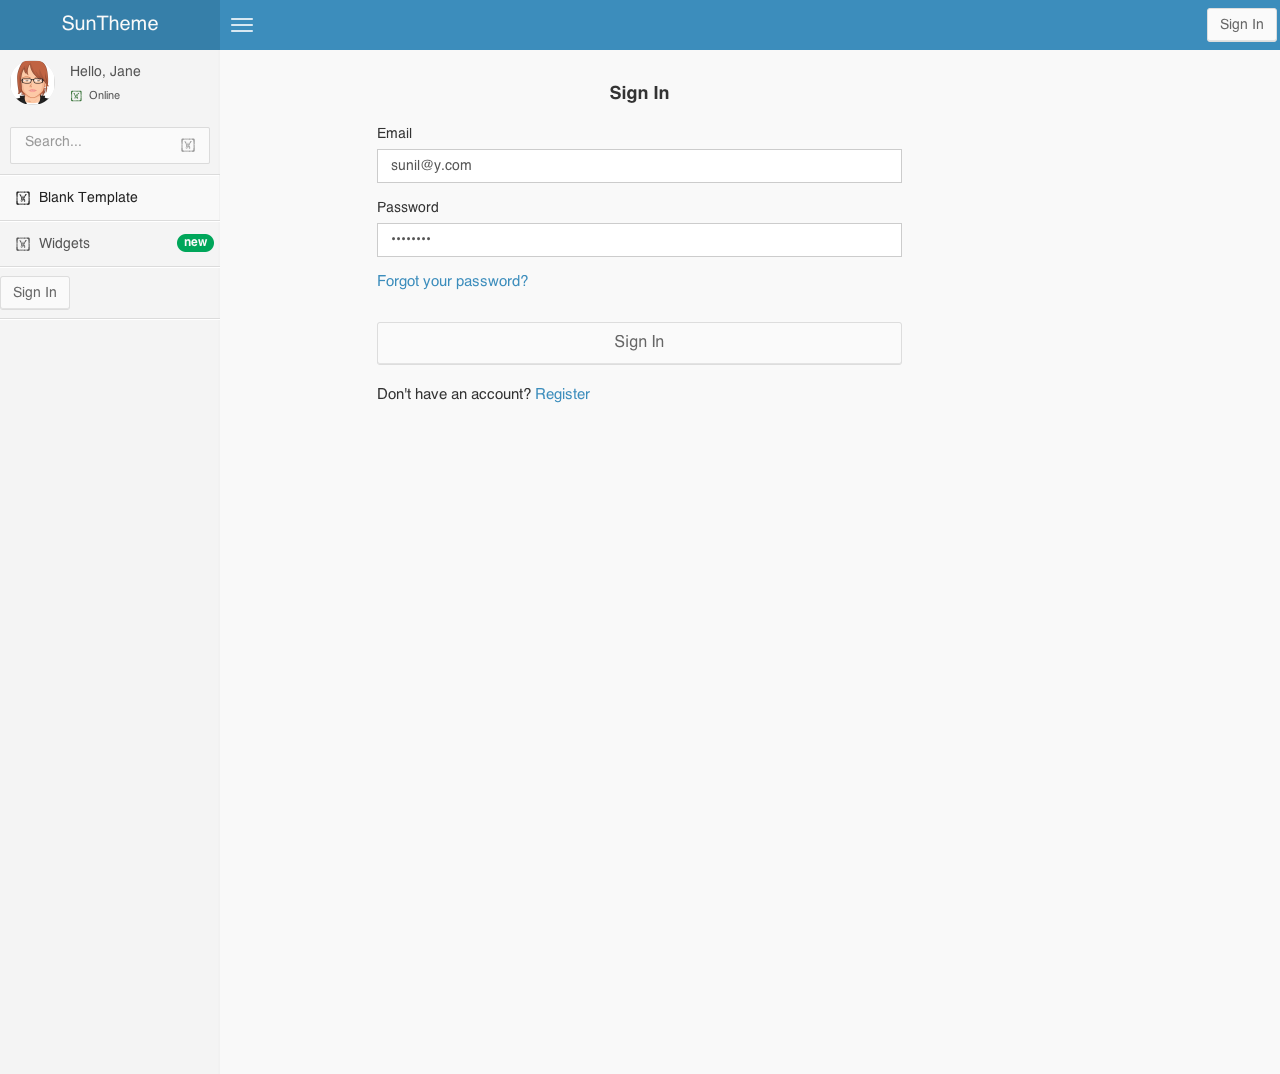 SunTheme
Sign In
Hello, Jane
Online
Search...
Blank Template
Widgets new
Sign In
Sign In
Email
sunil@y.com
Password
••••••••
Forgot your password?
Sign In
Don't have an account? Register